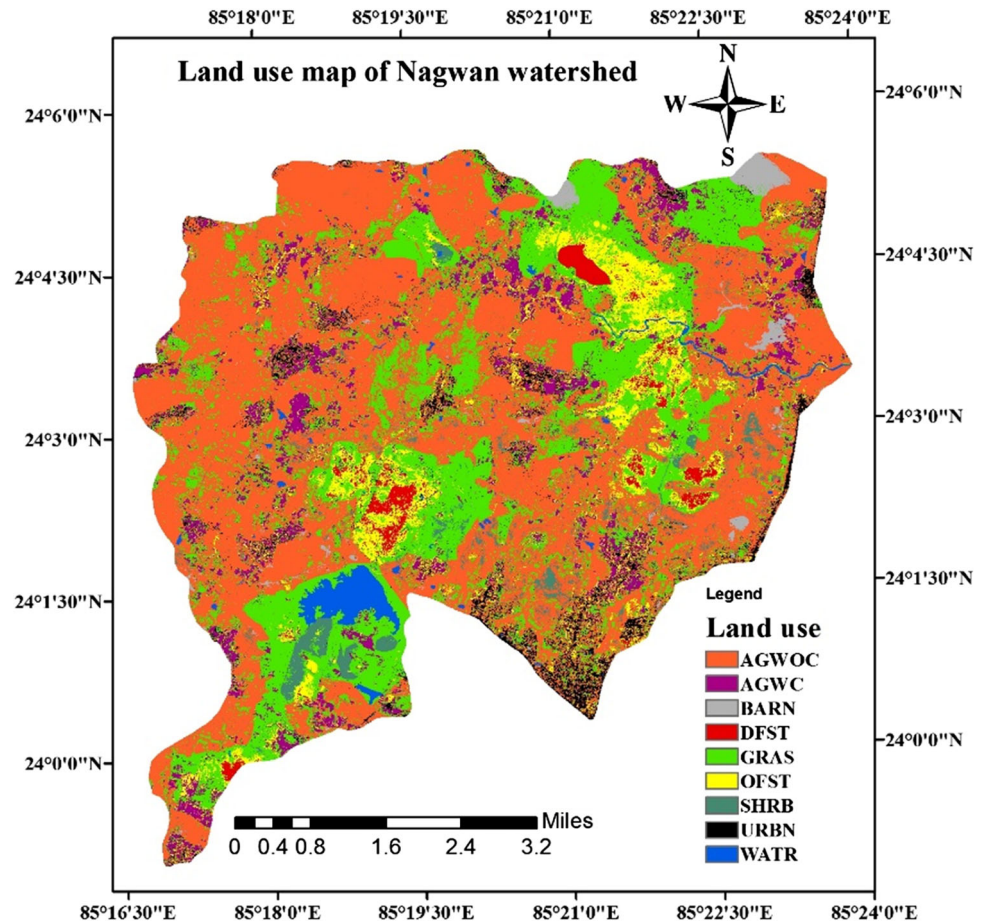 85°18'0"E 85°19'30"E 85°21'0"E 85°22'30"E 85°24'0"E
Land use map of Nagwan watershed
N
W E
S
24°6'0"N 24°6'0"N
24°4'30"N 24°4'30"N
24°3'0"N 24°3'0"N
24°1'30"N 24°1'30"N
24°0'0"N 24°0'0"N
Legend
Land use
AGWOC
AGWC
BARN
DFST
GRAS
OFST
SHRB
URBN
WATR
Miles
0 0.4 0.8 1.6 2.4 3.2
85°16'30"E 85°18'0"E 85°19'30"E 85°21'0"E 85°22'30"E 85°24'0"E